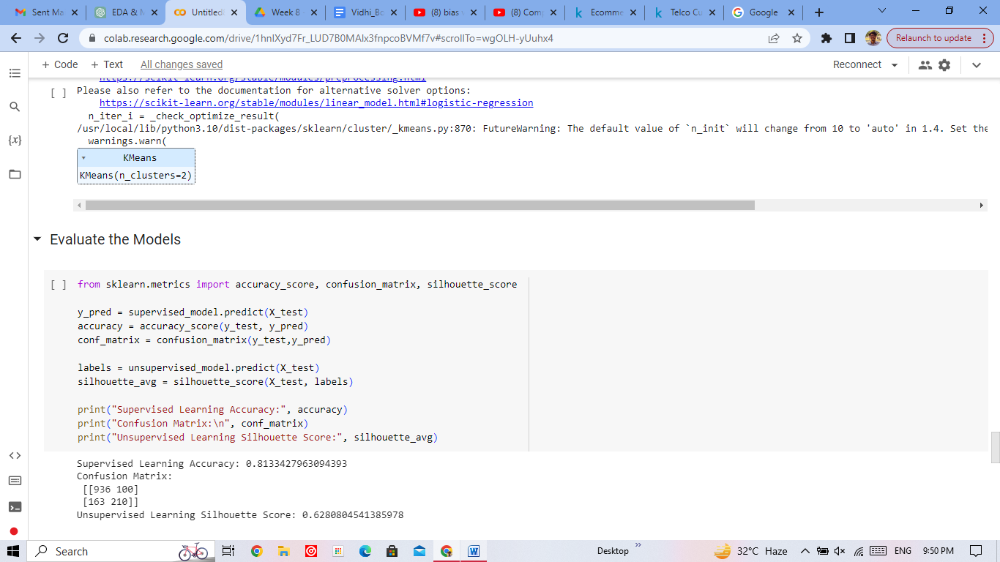 Sent Ma
EDA & M
Untitled
Week 8
Vidhi_Bo
(8) bias v
(8) Comp
Ecomme
Telco Cu
Google
colab.research.google.com/drive/1hnIXyd7Fr_LUD7B0MAlx3fnpcoBVMf7v#scrollTo=wgOLH-yUuhx4
Relaunch to update
+ Code + Text All changes saved
Reconnect
https://scikit-learn.org/stable/modules/preprocessing.html
[ ] Please also refer to the documentation for alternative solver options:
https://scikit-learn.org/stable/modules/linear_model.html#logistic-regression
n_iter_i = _check_optimize_result(
/usr/local/lib/python3.10/dist-packages/sklearn/cluster/_kmeans.py:870: FutureWarning: The default value of `n_init` will change from 10 to 'auto' in 1.4. Set the
warnings.warn(
KMeans
KMeans(n_clusters=2)
Evaluate the Models
[ ] from sklearn.metrics import accuracy_score, confusion_matrix, silhouette_score
y_pred = supervised_model.predict(X_test)
accuracy = accuracy_score(y_test, y_pred)
conf_matrix = confusion_matrix(y_test,y_pred)
labels = unsupervised_model.predict(X_test)
silhouette_avg = silhouette_score(X_test, labels)
print("Supervised Learning Accuracy:", accuracy)
print("Confusion Matrix:\n", conf_matrix)
print("Unsupervised Learning Silhouette Score:", silhouette_avg)
Supervised Learning Accuracy: 0.8133427963094393
Confusion Matrix:
[[936 100]
[163 210]]
Unsupervised Learning Silhouette Score: 0.6280804541385978
{x}
Search
Desktop
32°C Haze
ENG
9:50 PM